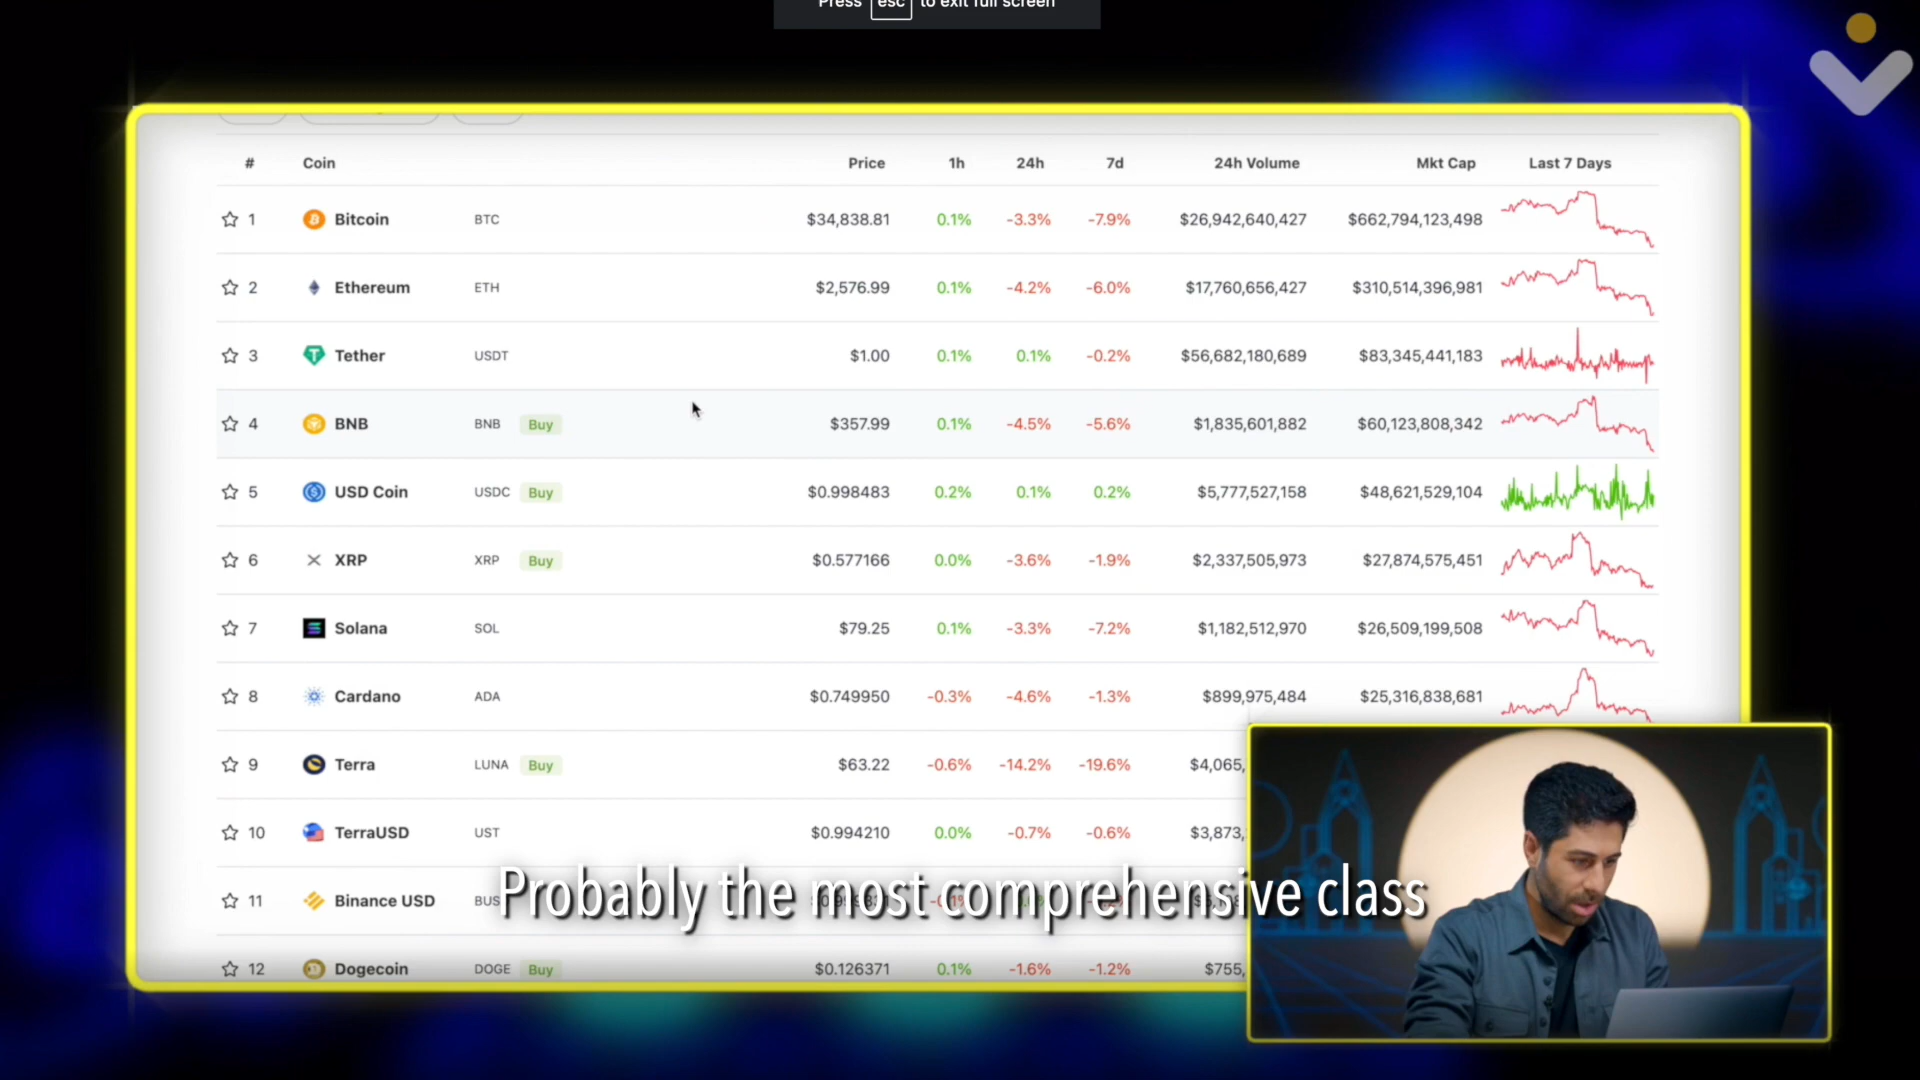 Press esc to exit full screen
# Coin Price 1h 24h 7d 24h Volume Mkt Cap Last 7 Days
1 Bitcoin BTC $34,838.81 0.1% -3.3% -7.9% $26,942,640,427 $662,794,123,498
2 Ethereum ETH $2,576.99 0.1% -4.2% -6.0% $17,760,656,427 $310,514,396,981
3 Tether USDT $1.00 0.1% 0.1% -0.2% $56,682,180,689 $83,345,441,183
4 BNB BNB Buy $357.99 0.1% -4.5% -5.6% $1,835,601,882 $60,123,808,342
5 USD Coin USDC Buy $0.998483 0.2% 0.1% 0.2% $5,777,527,158 $48,621,529,104
6 XRP XRP Buy $0.577166 0.0% -3.6% -1.9% $2,337,505,973 $27,874,575,451
7 Solana SOL $79.25 0.1% -3.3% -7.2% $1,182,512,970 $26,509,199,508
8 Cardano ADA $0.749950 -0.3% -4.6% -1.3% $899,975,484 $25,316,838,681
9 Terra LUNA Buy $63.22 -0.6% -14.2% -19.6% $4,065,
10 TerraUSD UST $0.994210 0.0% -0.7% -0.6% $3,873,
11 Binance USD BUS
Probably the most comprehensive class
12 Dogecoin DOGE Buy $0.126371 0.1% -1.6% -1.2% $755,